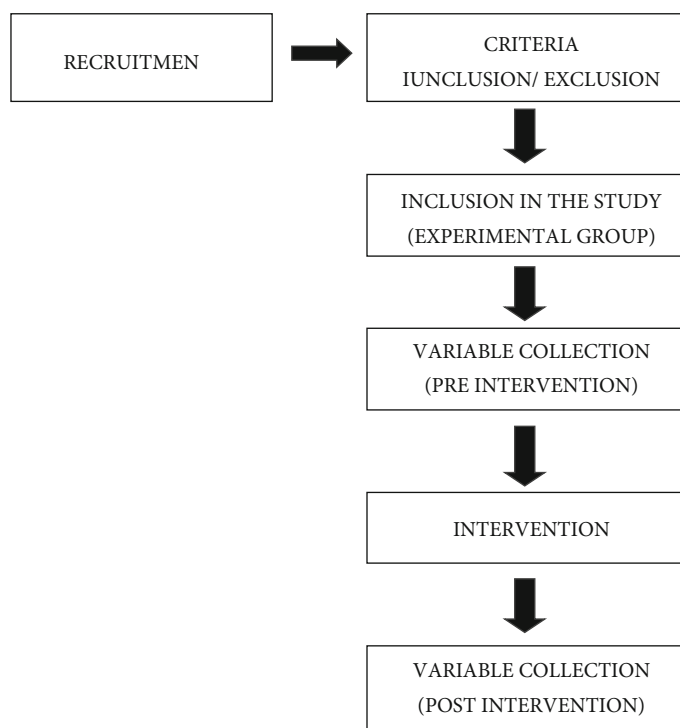 RECRUITMEN
CRITERIA
IUNCLUSION/ EXCLUSION
INCLUSION IN THE STUDY
(EXPERIMENTAL GROUP)
VARIABLE COLLECTION
(PRE INTERVENTION)
INTERVENTION
VARIABLE COLLECTION
(POST INTERVENTION)